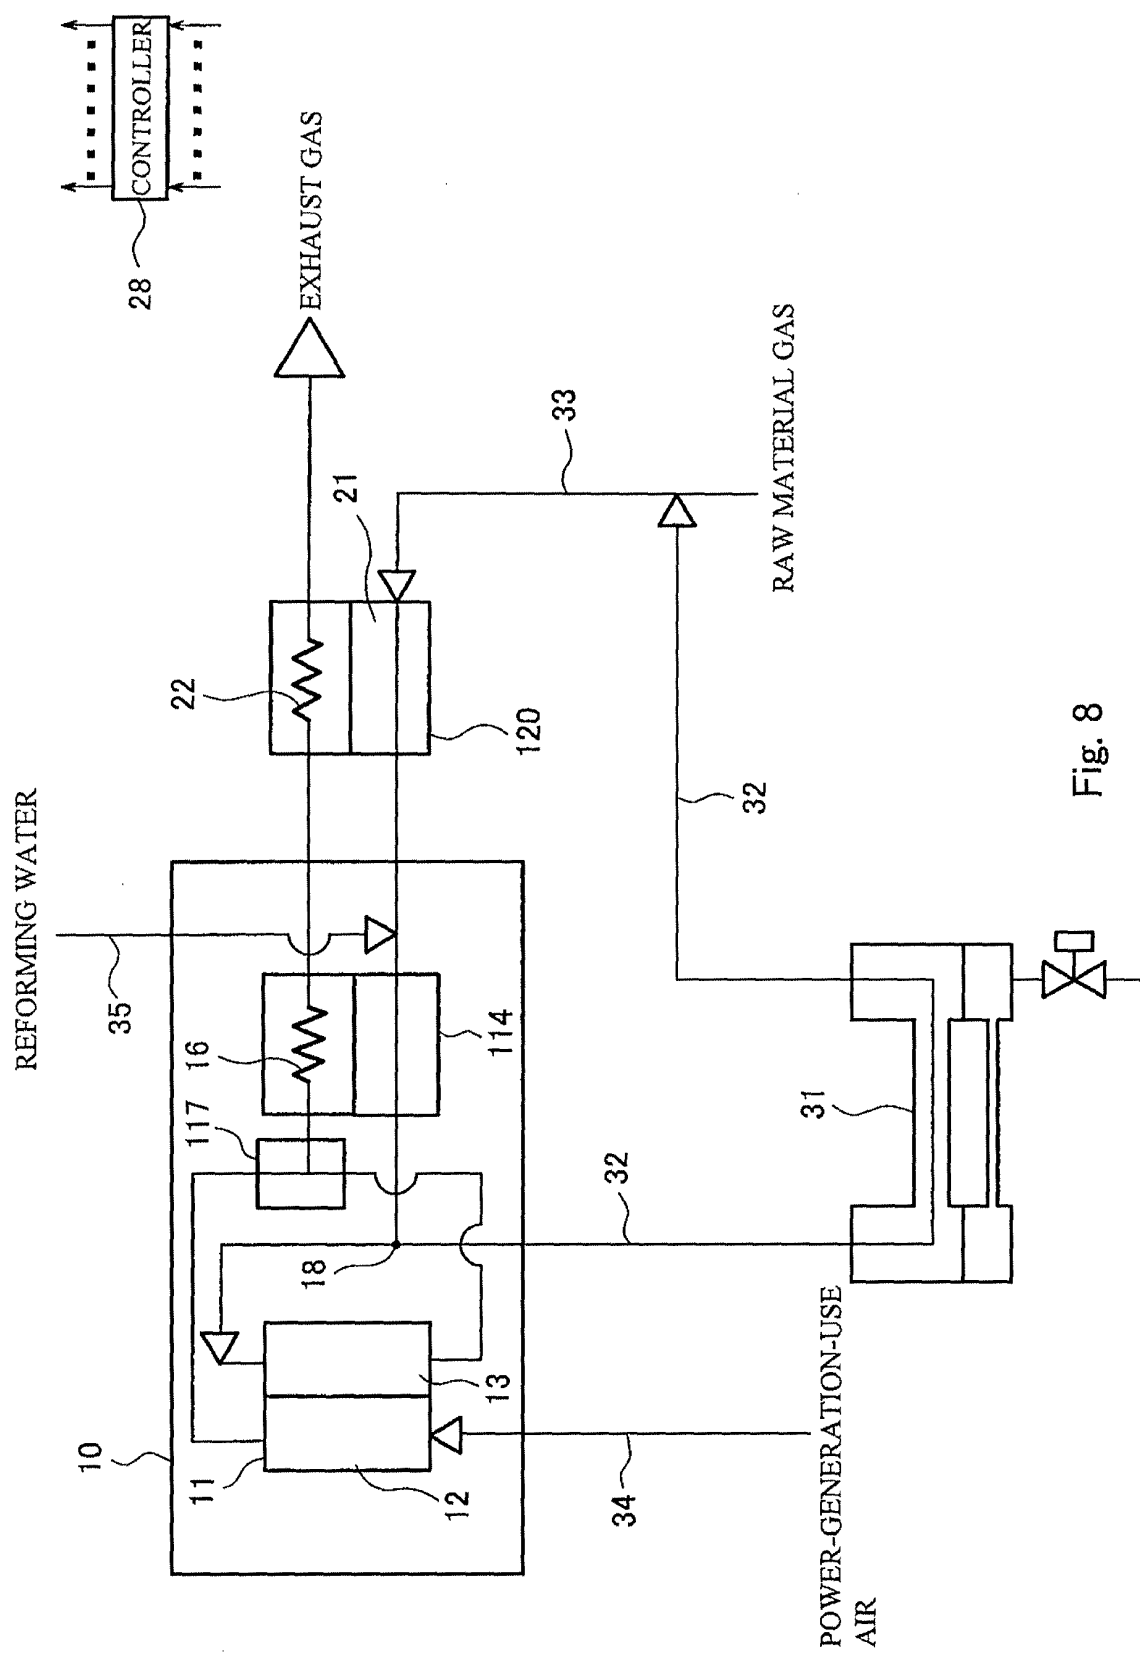 CONTROLLER
28
EXHAUST GAS
REFORMING WATER
35
22
21
33
120
RAW MATERIAL GAS
10
117
16
114
11
12
13
18
32
32
31
34
POWER-GENERATION-USE
AIR
Fig. 8